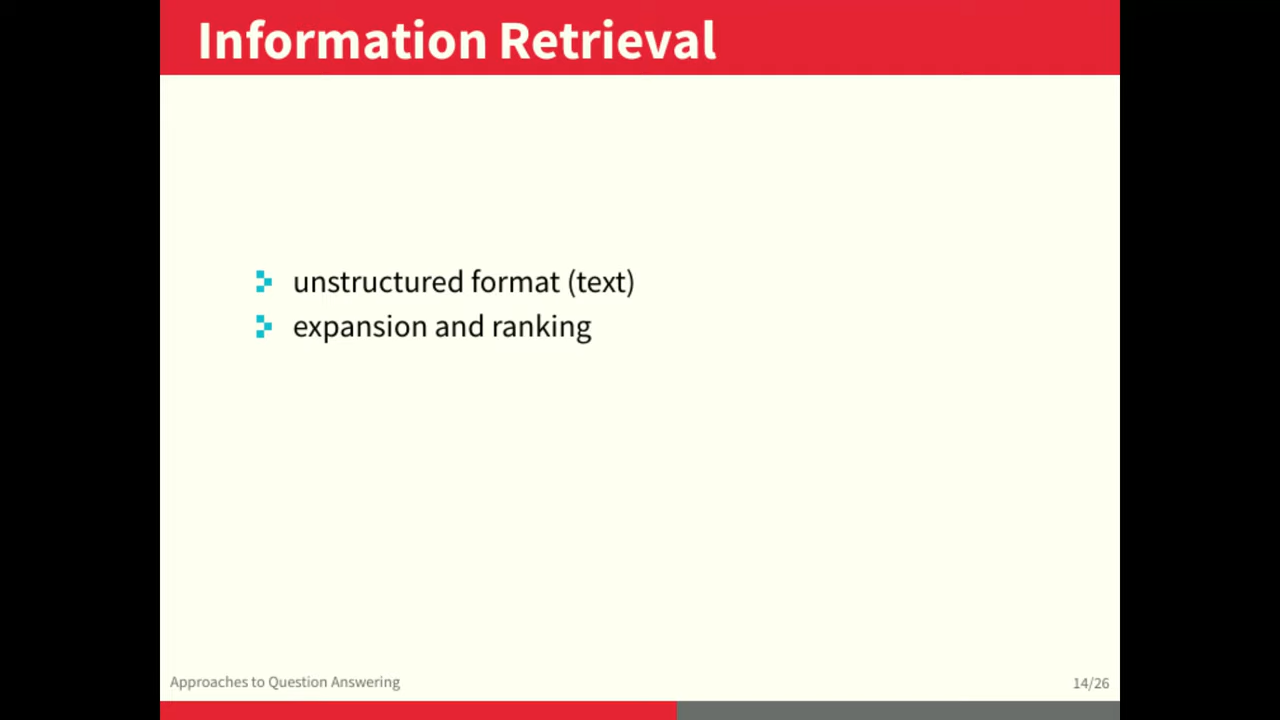 Information Retrieval
unstructured format (text)
expansion and ranking
Approaches to Question Answering
14/26